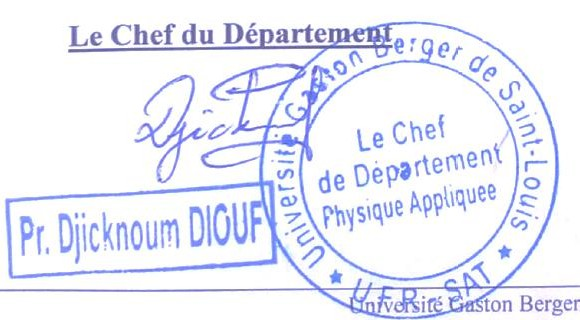 Le Chef du Département
Djick
Université Gaston Berger de Saint-Louis
★ U.F.R. SAT ★
Le Chef
de Département
Physique Appliquee
Pr. Djicknoum DIOUF
Université Gaston Berger